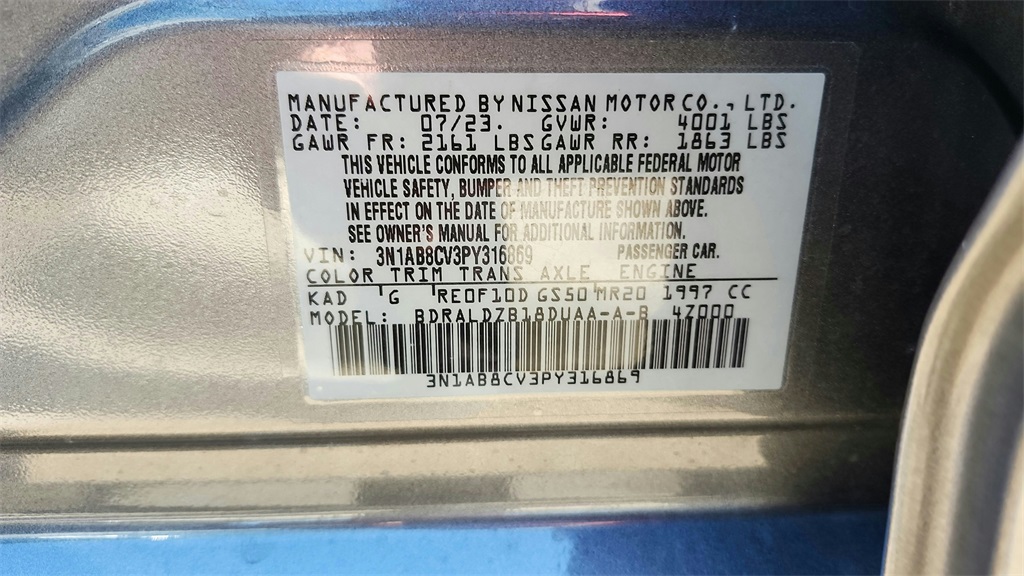 MANUFACTURED BY NISSAN MOTOR CO., LTD.
DATE: 07/23. GVWR: 4001 LBS
GAWR FR: 2161 LBS GAWR RR: 1863 LBS
THIS VEHICLE CONFORMS TO ALL APPLICABLE FEDERAL MOTOR
VEHICLE SAFETY, BUMPER AND THEFT PREVENTION STANDARDS
IN EFFECT ON THE DATE OF MANUFACTURE SHOWN ABOVE.
SEE OWNER'S MANUAL FOR ADDITIONAL INFORMATION.
VIN: 3N1AB8CV3PY316869 PASSENGER CAR.
COLOR TRIM TRANS AXLE ENGINE
KAD G RE0F10D GS50 MR20 1997 CC
MODEL: BDRALDZB18DUAA-A-B 4Z000
3N1AB8CV3PY316869